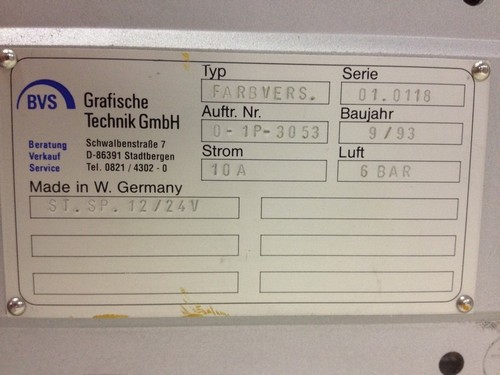 BVS
Grafische
Technik GmbH
Beratung
Verkauf
Service
Schwalbenstraße 7
D-86391 Stadtbergen
Tel. 0821 / 4302 - 0
Typ
FARBVERS.
Serie
01.0118
Auftr. Nr.
0-1P-3053
Baujahr
9/93
Strom
10A
Luft
6 BAR
Made in W. Germany
ST.SP. 12/24V